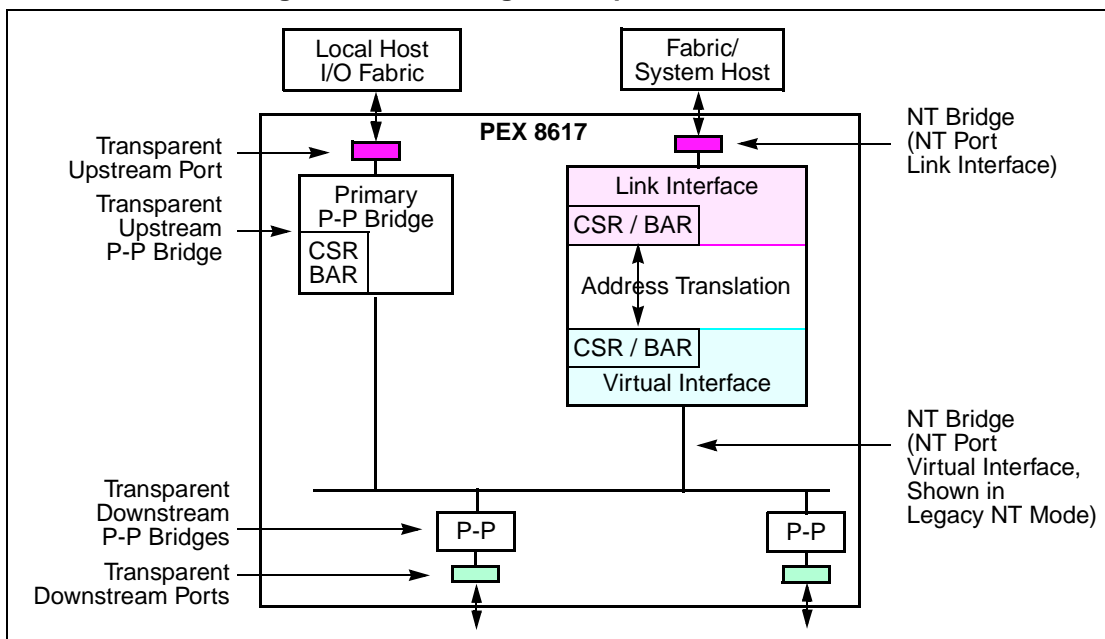 Local Host
I/O Fabric
Fabric/
System Host
PEX 8617
Transparent
Upstream Port
NT Bridge
(NT Port
Link Interface)
Transparent
Upstream
P-P Bridge
Primary
P-P Bridge
CSR
BAR
Link Interface
CSR / BAR
Address Translation
CSR / BAR
Virtual Interface
NT Bridge
(NT Port
Virtual Interface,
Shown in
Legacy NT Mode)
Transparent
Downstream
P-P Bridges
P-P
P-P
Transparent
Downstream Ports